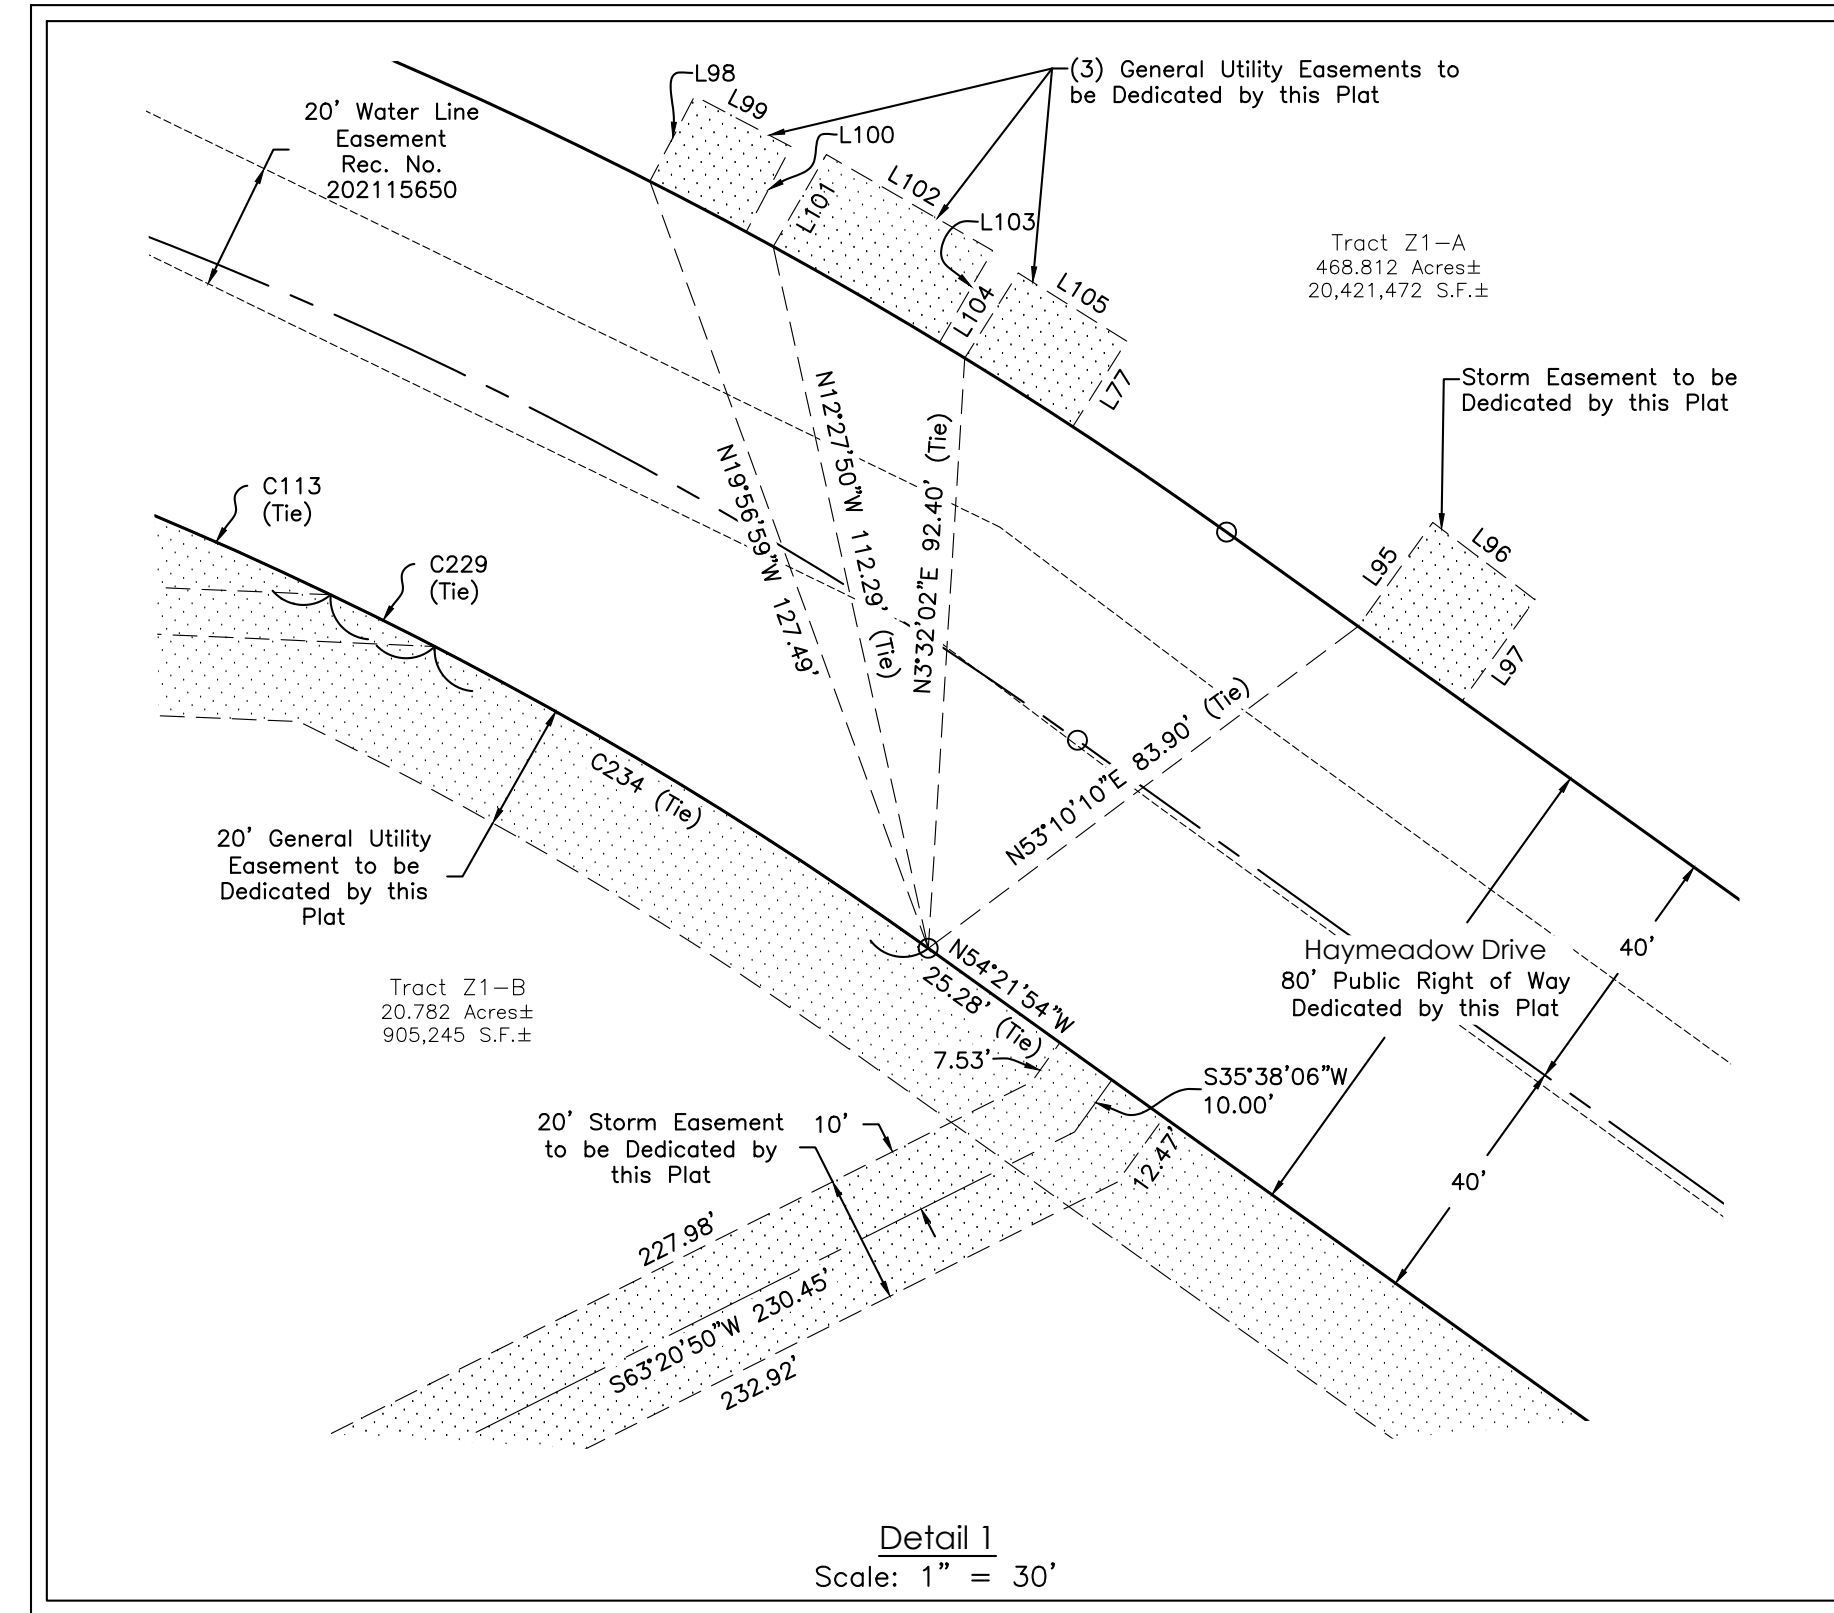 L98
L99
(3) General Utility Easements to
be Dedicated by this Plat
20' Water Line
Easement
Rec. No.
202115650
L100
L101
L102
L103
L104
L105
L77
Tract Z1-A
468.812 Acres±
20,421,472 S.F.±
Storm Easement to be
Dedicated by this Plat
L95
L96
L97
C113
(Tie)
C229
(Tie)
N19°56'59"W 127.49'
N12°27'50"W 112.29' (Tie)
N3°32'02"E 92.40' (Tie)
N53°10'10"E 83.90' (Tie)
C234 (Tie)
20' General Utility
Easement to be
Dedicated by this
Plat
Haymeadow Drive
80' Public Right of Way
Dedicated by this Plat
40'
40'
Tract Z1-B
20.782 Acres±
905,245 S.F.±
N54°21'54"W
25.28' (Tie)
7.53'
S35°38'06"W
10.00'
12.47'
20' Storm Easement
to be Dedicated by
this Plat
10'
227.98'
S63°20'50"W 230.45'
232.92'
Detail 1
Scale: 1" = 30'